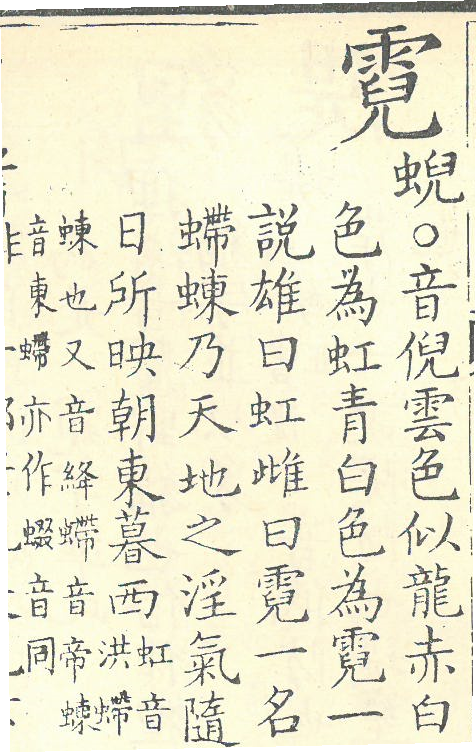 霓
蜺○音倪雲色似龍赤白
色為虹青白色為霓一
説雄曰虹雌曰霓一名
螮蝀乃天地之淫氣隨
日所映朝東暮西虹音
洪螮
蝀也又音絳螮音帝蝀
音東螮亦作蝃音同